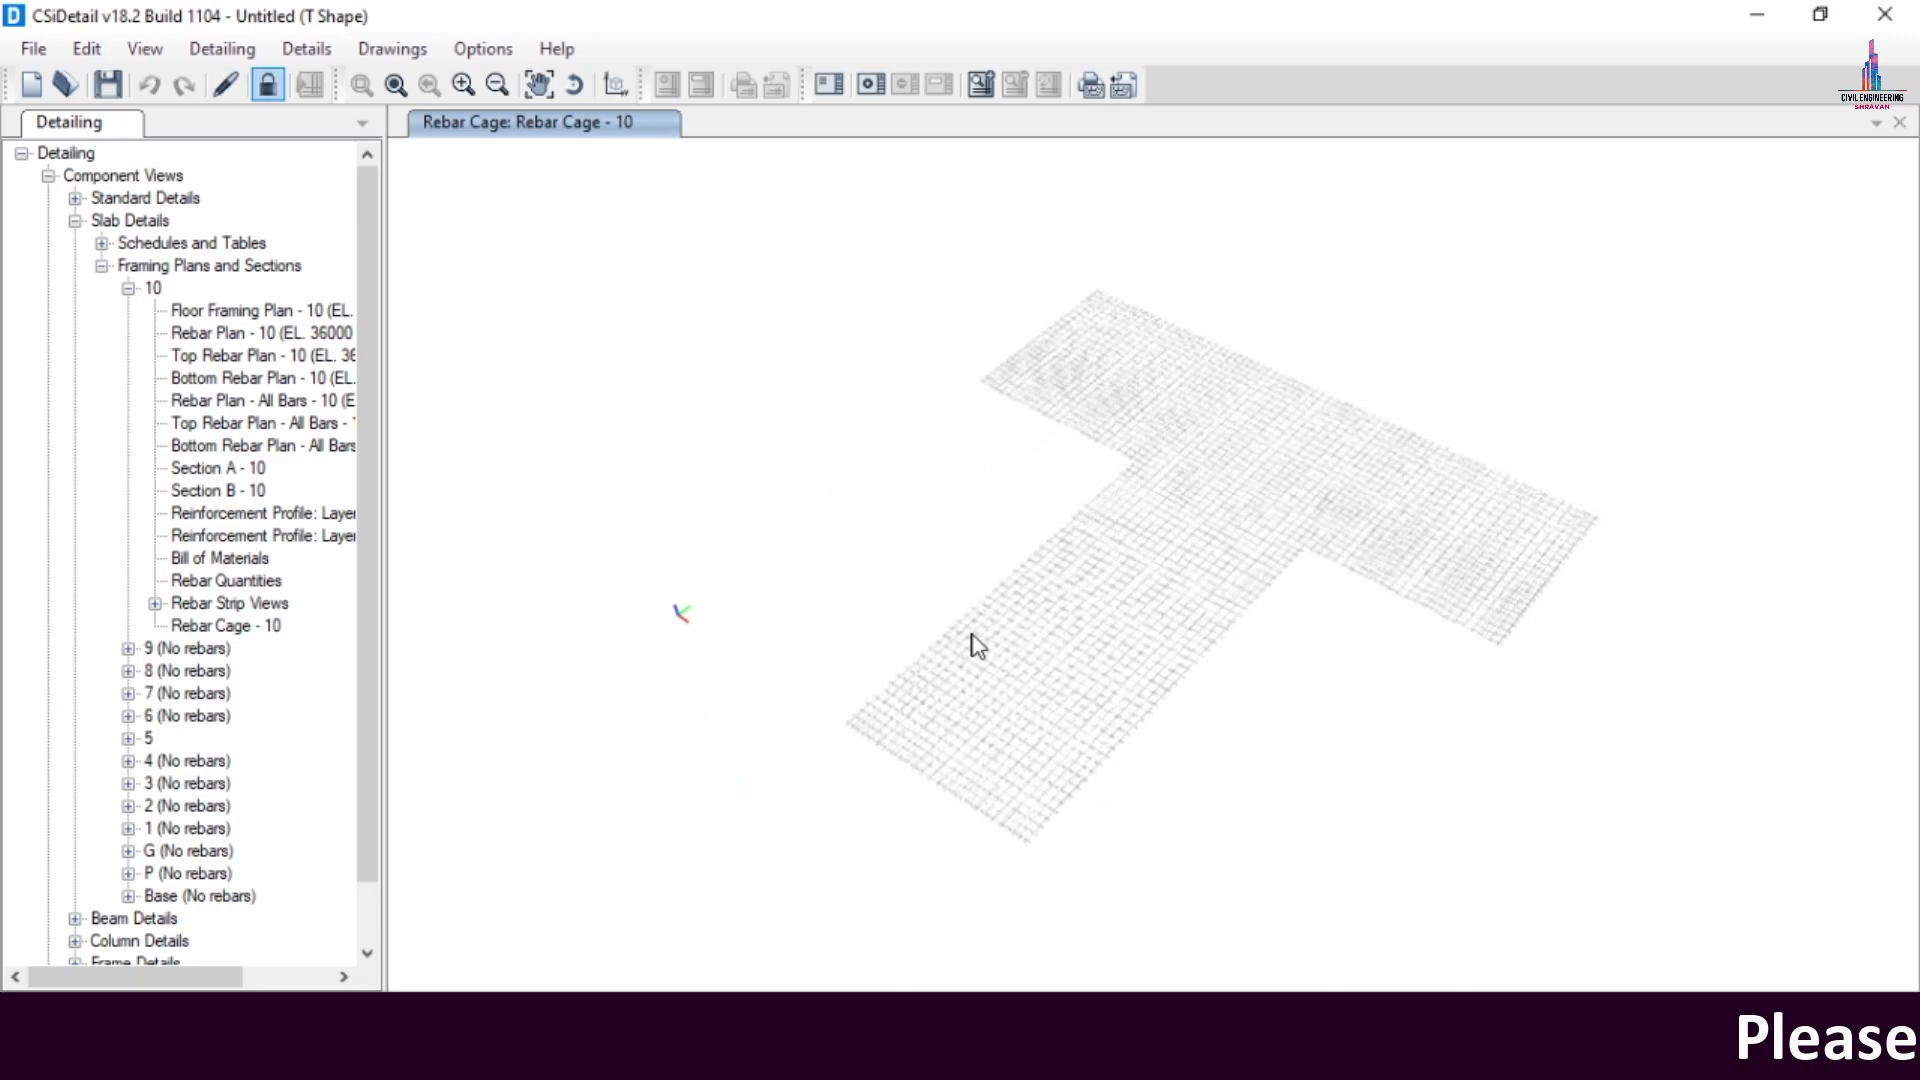 CSiDetail v18.2 Build 1104 - Untitled (T Shape)
File Edit View Detailing Details Drawings Options Help
CIVIL ENGINEERING
SHRAVAN
Detailing
Rebar Cage: Rebar Cage - 10
Detailing
Component Views
Standard Details
Slab Details
Schedules and Tables
Framing Plans and Sections
10
Floor Framing Plan - 10 (EL.
Rebar Plan - 10 (EL. 36000
Top Rebar Plan - 10 (EL. 36
Bottom Rebar Plan - 10 (EL.
Rebar Plan - All Bars - 10 (E
Top Rebar Plan - All Bars -
Bottom Rebar Plan - All Bars
Section A - 10
Section B - 10
Reinforcement Profile: Layer
Reinforcement Profile: Layer
Bill of Materials
Rebar Quantities
Rebar Strip Views
Rebar Cage - 10
9 (No rebars)
8 (No rebars)
7 (No rebars)
6 (No rebars)
5
4 (No rebars)
3 (No rebars)
2 (No rebars)
1 (No rebars)
G (No rebars)
P (No rebars)
Base (No rebars)
Beam Details
Column Details
Frame Details
Please